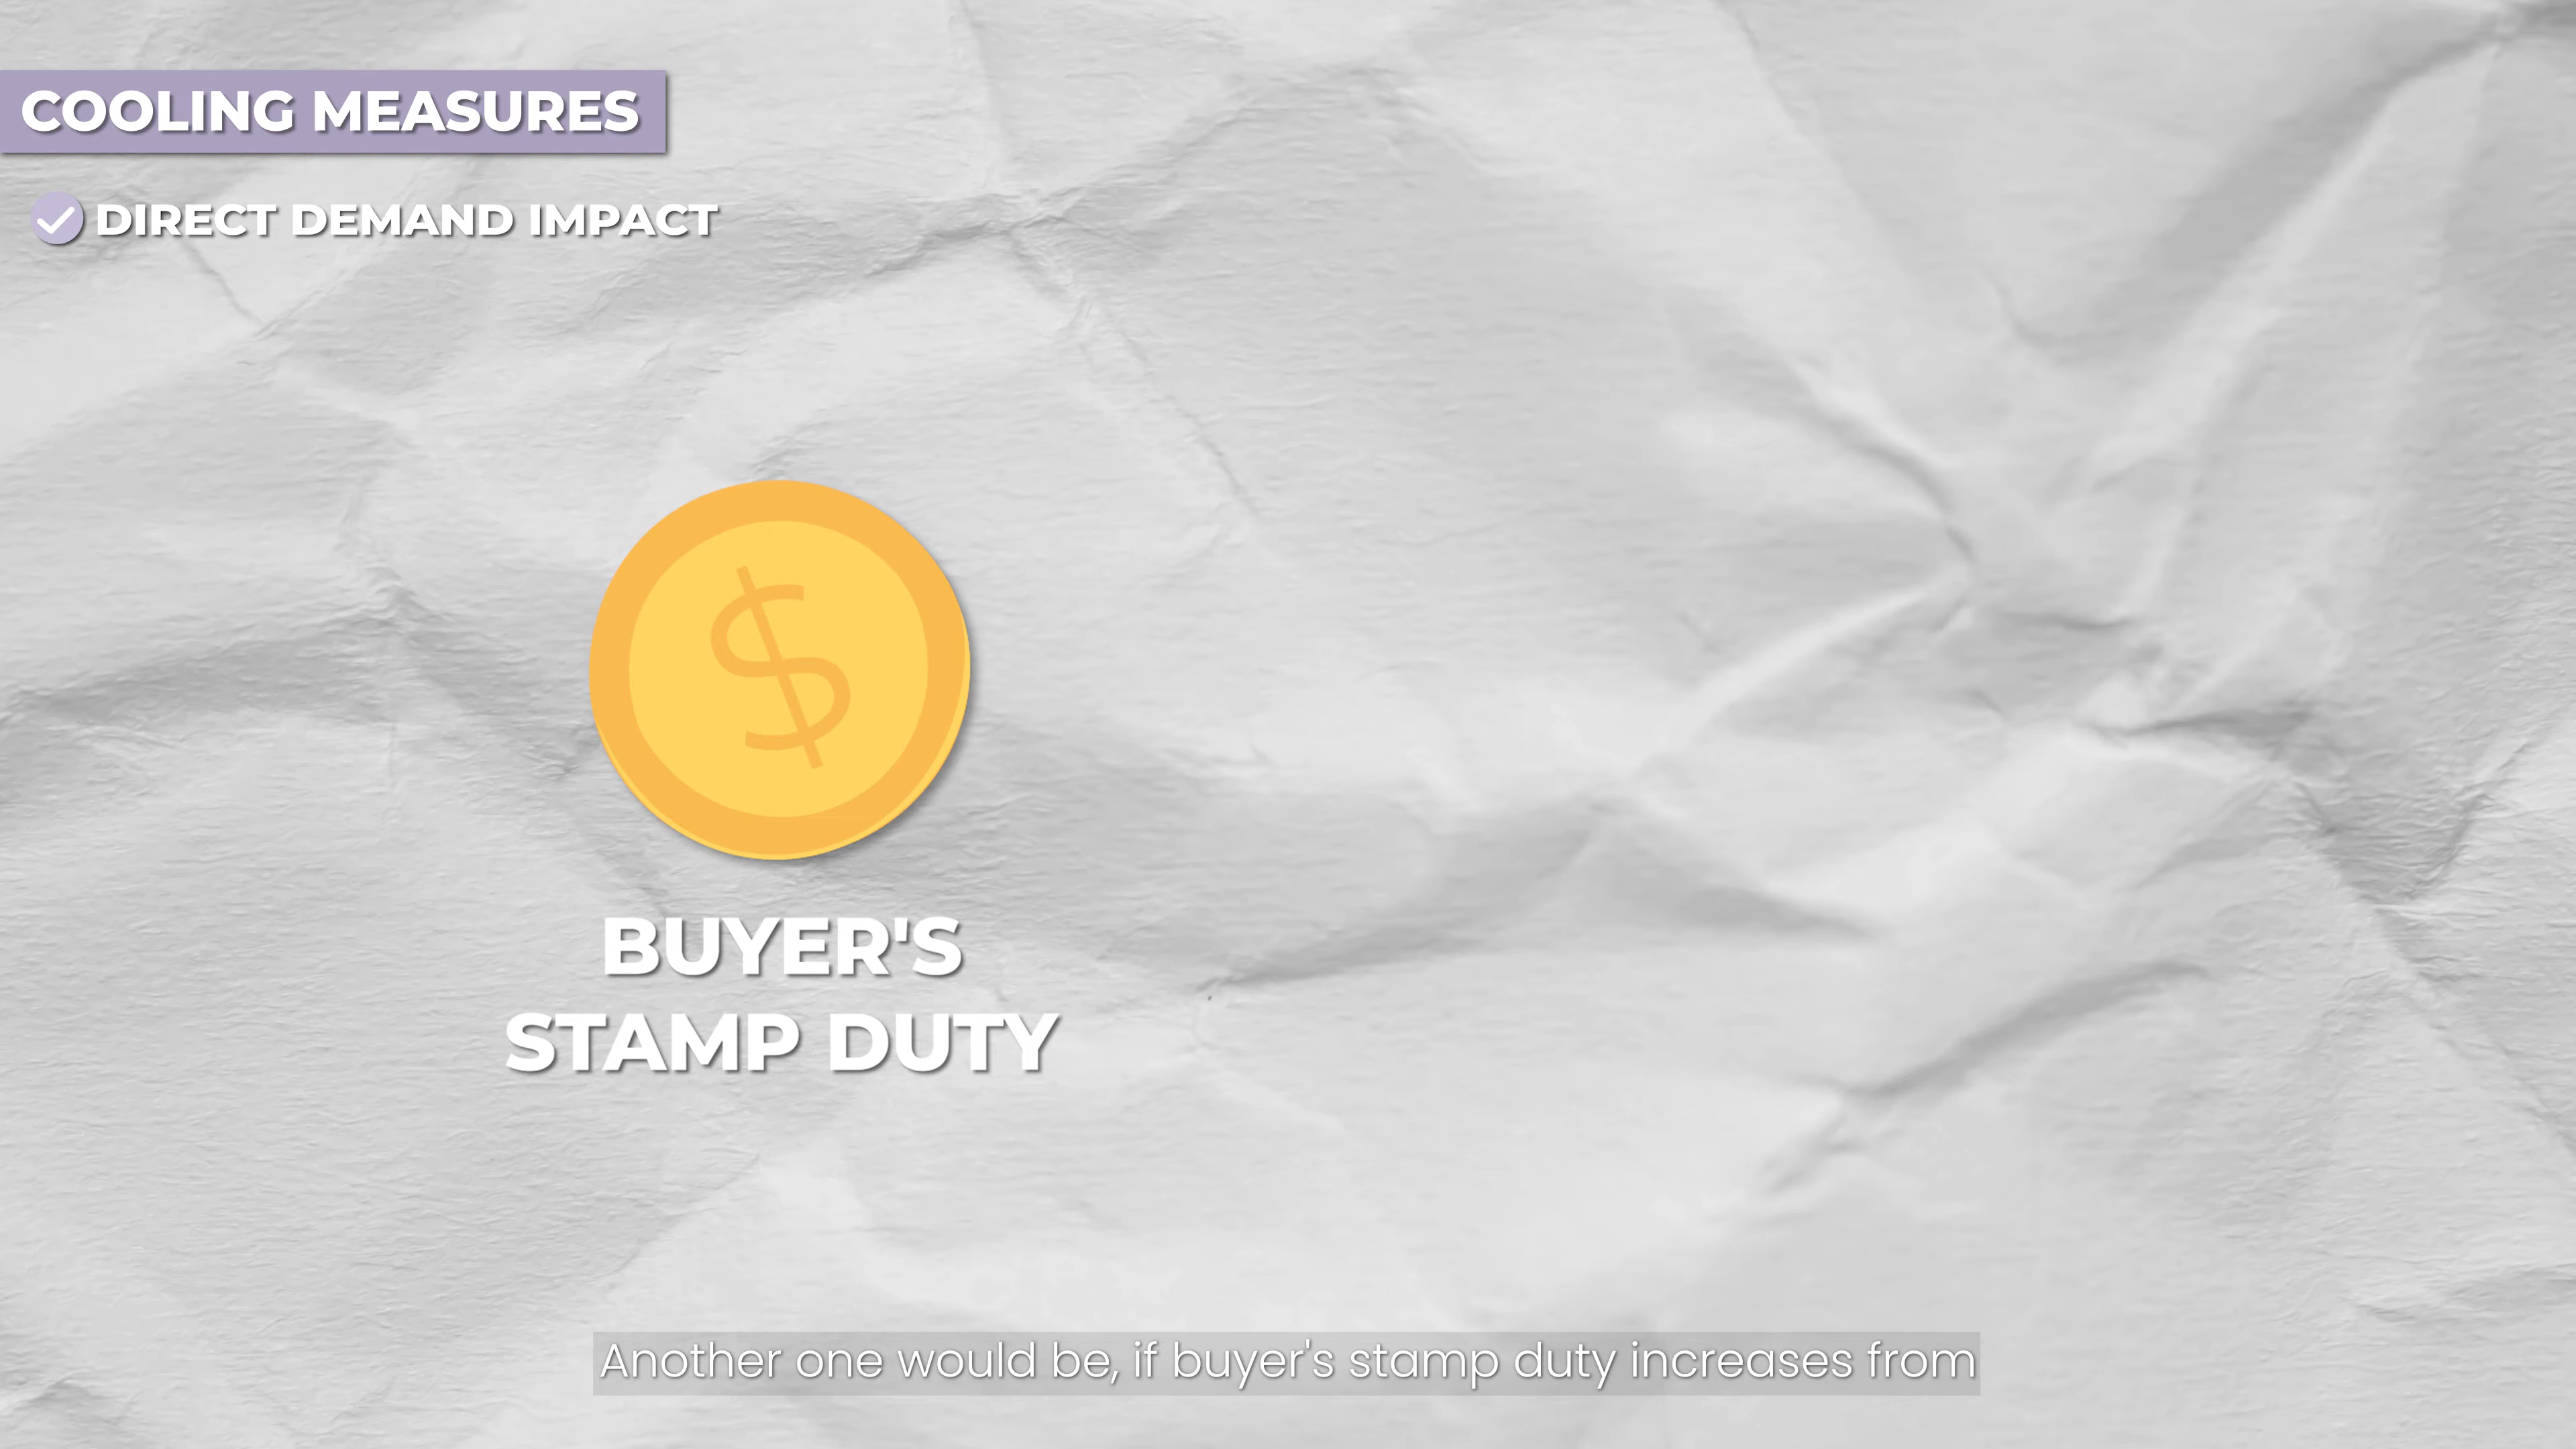 COOLING MEASURES
DIRECT DEMAND IMPACT
$
BUYER'S
STAMP DUTY
Another one would be, if buyer's stamp duty increases from